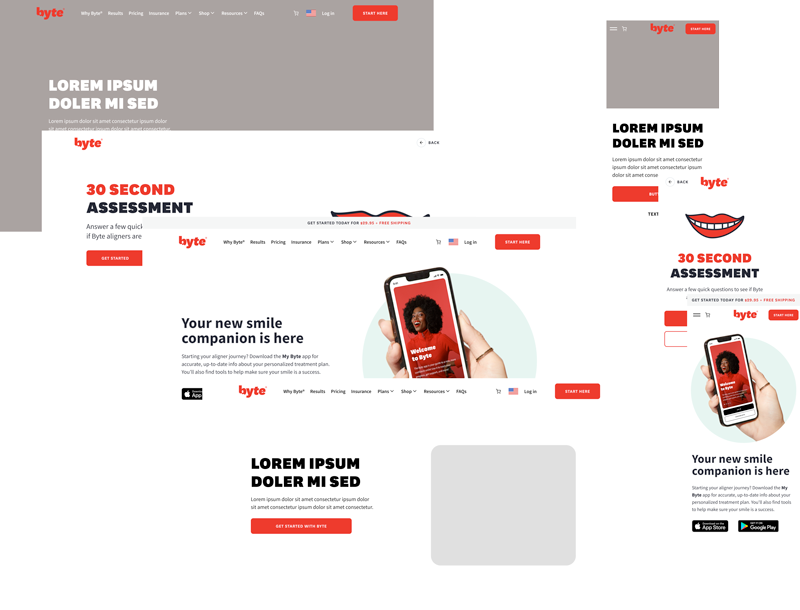 byte
Why Byte® Results Pricing Insurance Plans Shop Resources FAQs Log in START HERE
LOREM IPSUM
DOLER MI SED
Lorem ipsum dolor sit amet consectetur ipsum dolor
sit amet consectetur ipsum dolor sit amet consectetur.
byte
BACK
30 SECOND
ASSESSMENT
Answer a few quick
if Byte aligners are
GET STARTED
GET STARTED TODAY FOR $29.95 + FREE SHIPPING
byte
Why Byte® Results Pricing Insurance Plans Shop Resources FAQs Log in START HERE
Your new smile
companion is here
Starting your aligner journey? Download the My Byte app for
accurate, up-to-date info about your personalized treatment plan.
You'll also find tools to help make sure your smile is a success.
App
Welcome
to Byte
byte
Why Byte® Results Pricing Insurance Plans Shop Resources FAQs Log in START HERE
LOREM IPSUM
DOLER MI SED
Lorem ipsum dolor sit amet consectetur ipsum dolor
sit amet consectetur ipsum dolor sit amet consectetur.
GET STARTED WITH BYTE
byte
START HERE
LOREM IPSUM
DOLER MI SED
Lorem ipsum dolor sit amet consectetur
ipsum dolor sit amet consectetur ipsum
dolor sit amet conse
BUT
TEXT
BACK
byte
30 SECOND
ASSESSMENT
Answer a few quick questions to see if Byte
GET STARTED TODAY FOR $29.95 + FREE SHIPPING
byte
START HERE
Welcome
to Byte
Your new smile
companion is here
Starting your aligner journey? Download the My
Byte app for accurate, up-to-date info about your
personalized treatment plan. You'll also find tools
to help make sure your smile is a success.
Download on the
App Store
GET IT ON
Google Play